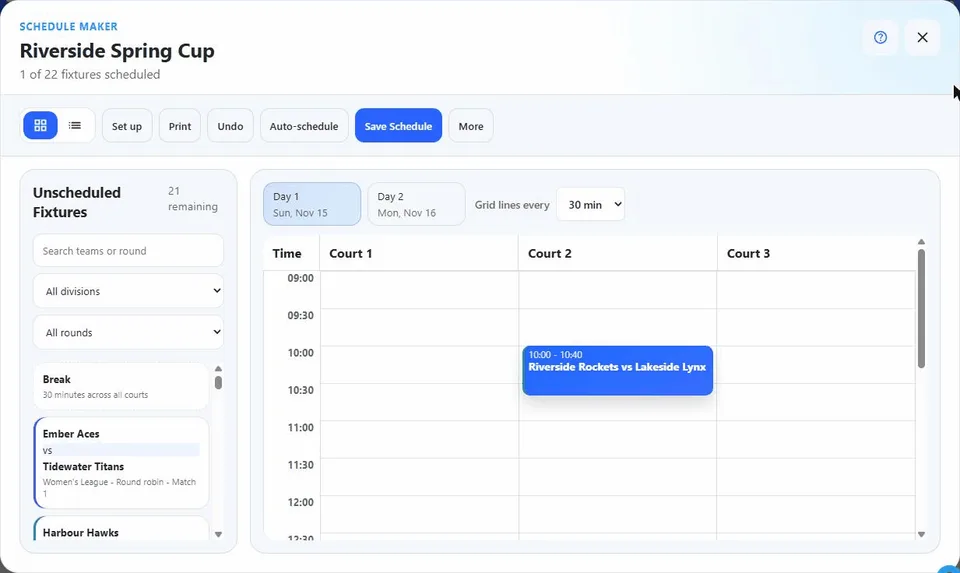 SCHEDULE MAKER
Riverside Spring Cup
1 of 22 fixtures scheduled
Set up
Print
Undo
Auto-schedule
Save Schedule
More
Unscheduled
Fixtures
21
remaining
Search teams or round
All divisions
All rounds
Break
30 minutes across all courts
Ember Aces
vs
Tidewater Titans
Women's League - Round robin - Match
1
Harbour Hawks
Day 1
Sun, Nov 15
Day 2
Mon, Nov 16
Grid lines every
30 min
Time
Court 1
Court 2
Court 3
09:00
09:30
10:00
10:00 - 10:40
Riverside Rockets vs Lakeside Lynx
10:30
11:00
11:30
12:00
12:30